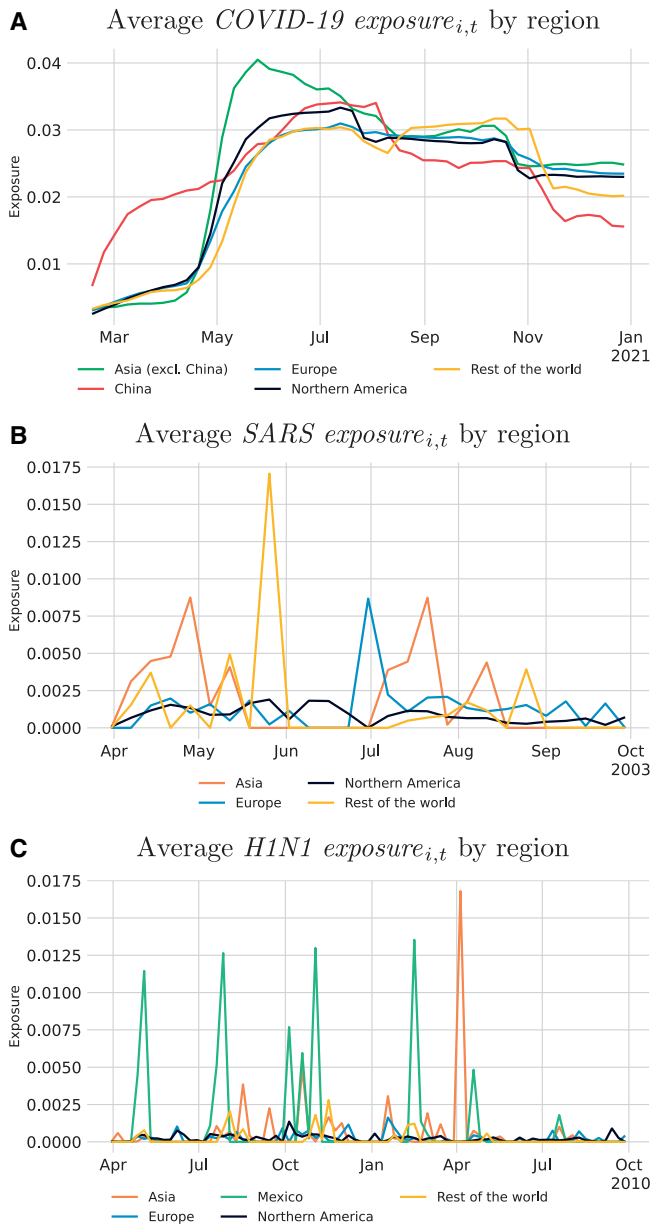 A
Average COVID-19 exposure i,t by region
0.04
0.03
0.02
0.01
Exposure
Mar May Jul Sep Nov Jan
2021
Asia (excl. China) Europe Rest of the world
China Northern America
B
Average SARS exposure i,t by region
0.0175
0.0150
0.0125
0.0100
0.0075
0.0050
0.0025
0.0000
Exposure
Apr May Jun Jul Aug Sep Oct
2003
Asia Northern America
Europe Rest of the world
C
Average H1N1 exposure i,t by region
0.0175
0.0150
0.0125
0.0100
0.0075
0.0050
0.0025
0.0000
Exposure
Apr Jul Oct Jan Apr Jul Oct
2010
Asia Mexico Rest of the world
Europe Northern America